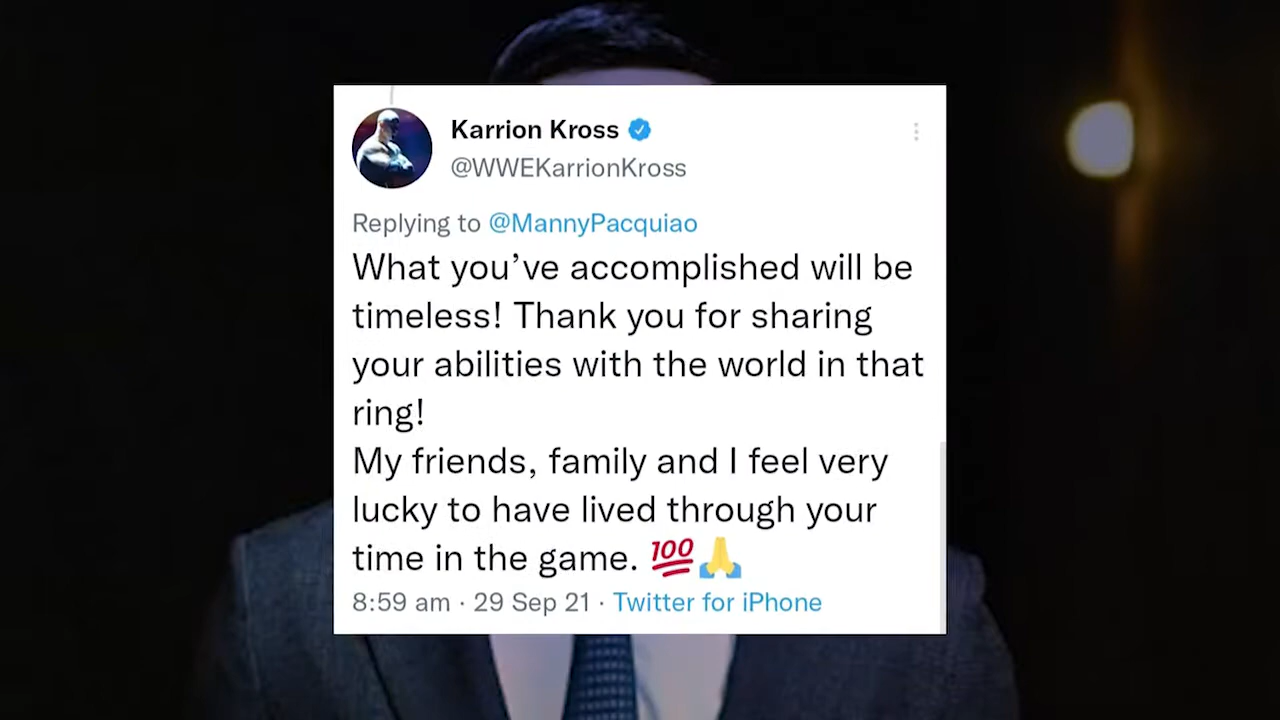 Karrion Kross
@WWEKarrionKross
Replying to @MannyPacquiao
What you’ve accomplished will be
timeless! Thank you for sharing
your abilities with the world in that
ring!
My friends, family and I feel very
lucky to have lived through your
time in the game. 💯🙏
8:59 am · 29 Sep 21 · Twitter for iPhone